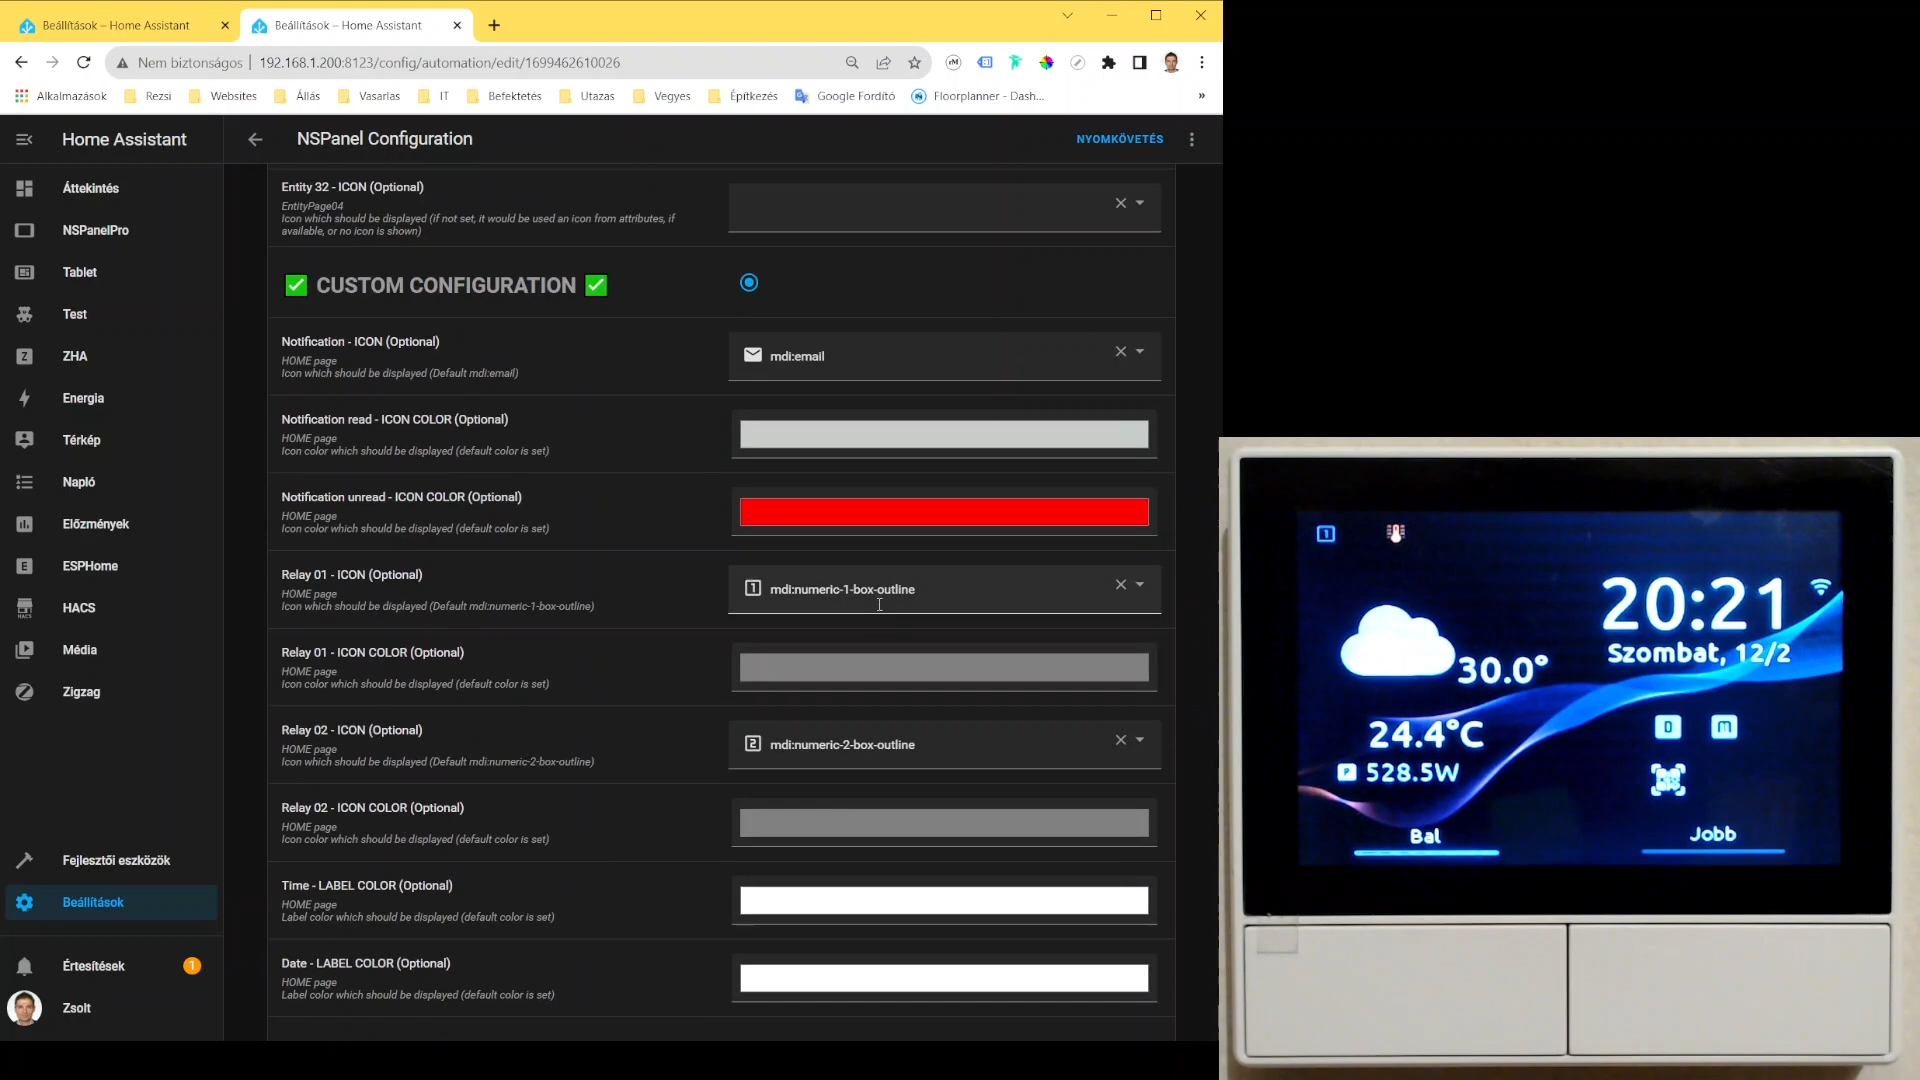 Beállítások – Home Assistant
Beállítások – Home Assistant
Nem biztonságos
192.168.1.200:8123/config/automation/edit/1699462610026
Alkalmazások
Rezsi
Websites
Állás
Vasarlas
IT
Befektetés
Utazas
Vegyes
Építkezés
Google Fordító
Floorplanner - Dash...
»
Home Assistant
NSPanel Configuration
NYOMKÖVETÉS
Áttekintés
NSPanelPro
Tablet
Test
ZHA
Energia
Térkép
Napló
Előzmények
ESPHome
HACS
Média
Zigzag
Fejlesztői eszközök
Beállítások
Értesítések
1
Zsolt
Entity 32 - ICON (Optional)
EntityPage04
Icon which should be displayed (if not set, it would be used an icon from attributes, if
available, or no icon is shown)
CUSTOM CONFIGURATION
Notification - ICON (Optional)
HOME page
Icon which should be displayed (Default mdi:email)
mdi:email
Notification read - ICON COLOR (Optional)
HOME page
Icon color which should be displayed (default color is set)
Notification unread - ICON COLOR (Optional)
HOME page
Icon color which should be displayed (default color is set)
Relay 01 - ICON (Optional)
HOME page
Icon which should be displayed (Default mdi:numeric-1-box-outline)
mdi:numeric-1-box-outline
Relay 01 - ICON COLOR (Optional)
HOME page
Icon color which should be displayed (default color is set)
Relay 02 - ICON (Optional)
HOME page
Icon which should be displayed (Default mdi:numeric-2-box-outline)
mdi:numeric-2-box-outline
Relay 02 - ICON COLOR (Optional)
HOME page
Icon color which should be displayed (default color is set)
Time - LABEL COLOR (Optional)
HOME page
Label color which should be displayed (default color is set)
Date - LABEL COLOR (Optional)
HOME page
Label color which should be displayed (default color is set)
1
20:21
Szombat, 12/2
30.0°
24.4°C
P 528.5W
D M
Bal
Jobb